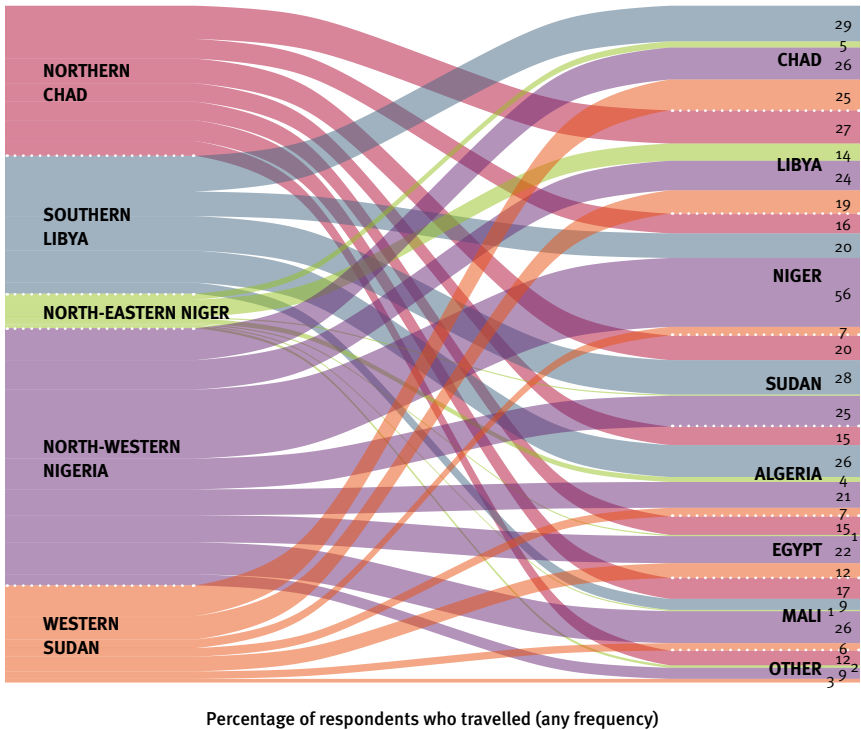 NORTHERN
CHAD
SOUTHERN
LIBYA
NORTH-EASTERN NIGER
NORTH-WESTERN
NIGERIA
WESTERN
SUDAN
29
5
CHAD
26
25
27
14
LIBYA
24
19
16
20
NIGER
56
7
20
28
SUDAN
25
15
26
ALGERIA
4
21
7
15
1
EGYPT
22
12
17
1 9
MALI
26
6
12
2
OTHER
9
3
Percentage of respondents who travelled (any frequency)